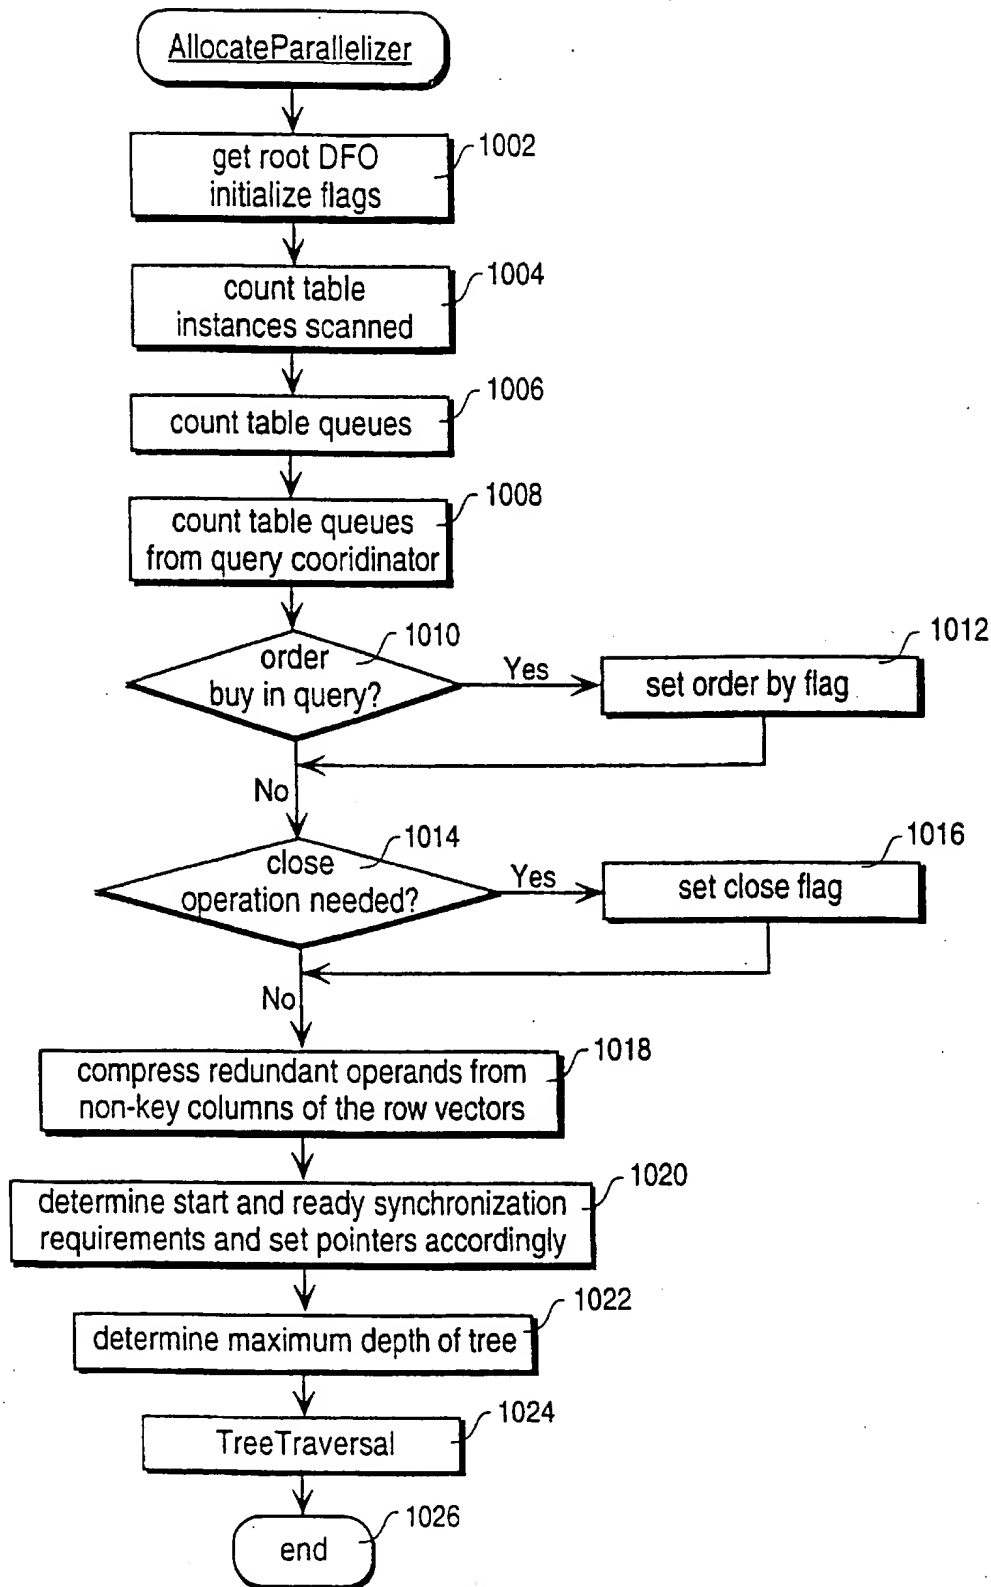 AllocateParallelizer
get root DFO
initialize flags
1002
count table
instances scanned
1004
count table queues
1006
count table queues
from query cooridinator
1008
order
buy in query?
1010
Yes
set order by flag
1012
No
close
operation needed?
1014
Yes
set close flag
1016
No
compress redundant operands from
non-key columns of the row vectors
1018
determine start and ready synchronization
requirements and set pointers accordingly
1020
determine maximum depth of tree
1022
TreeTraversal
1024
end
1026